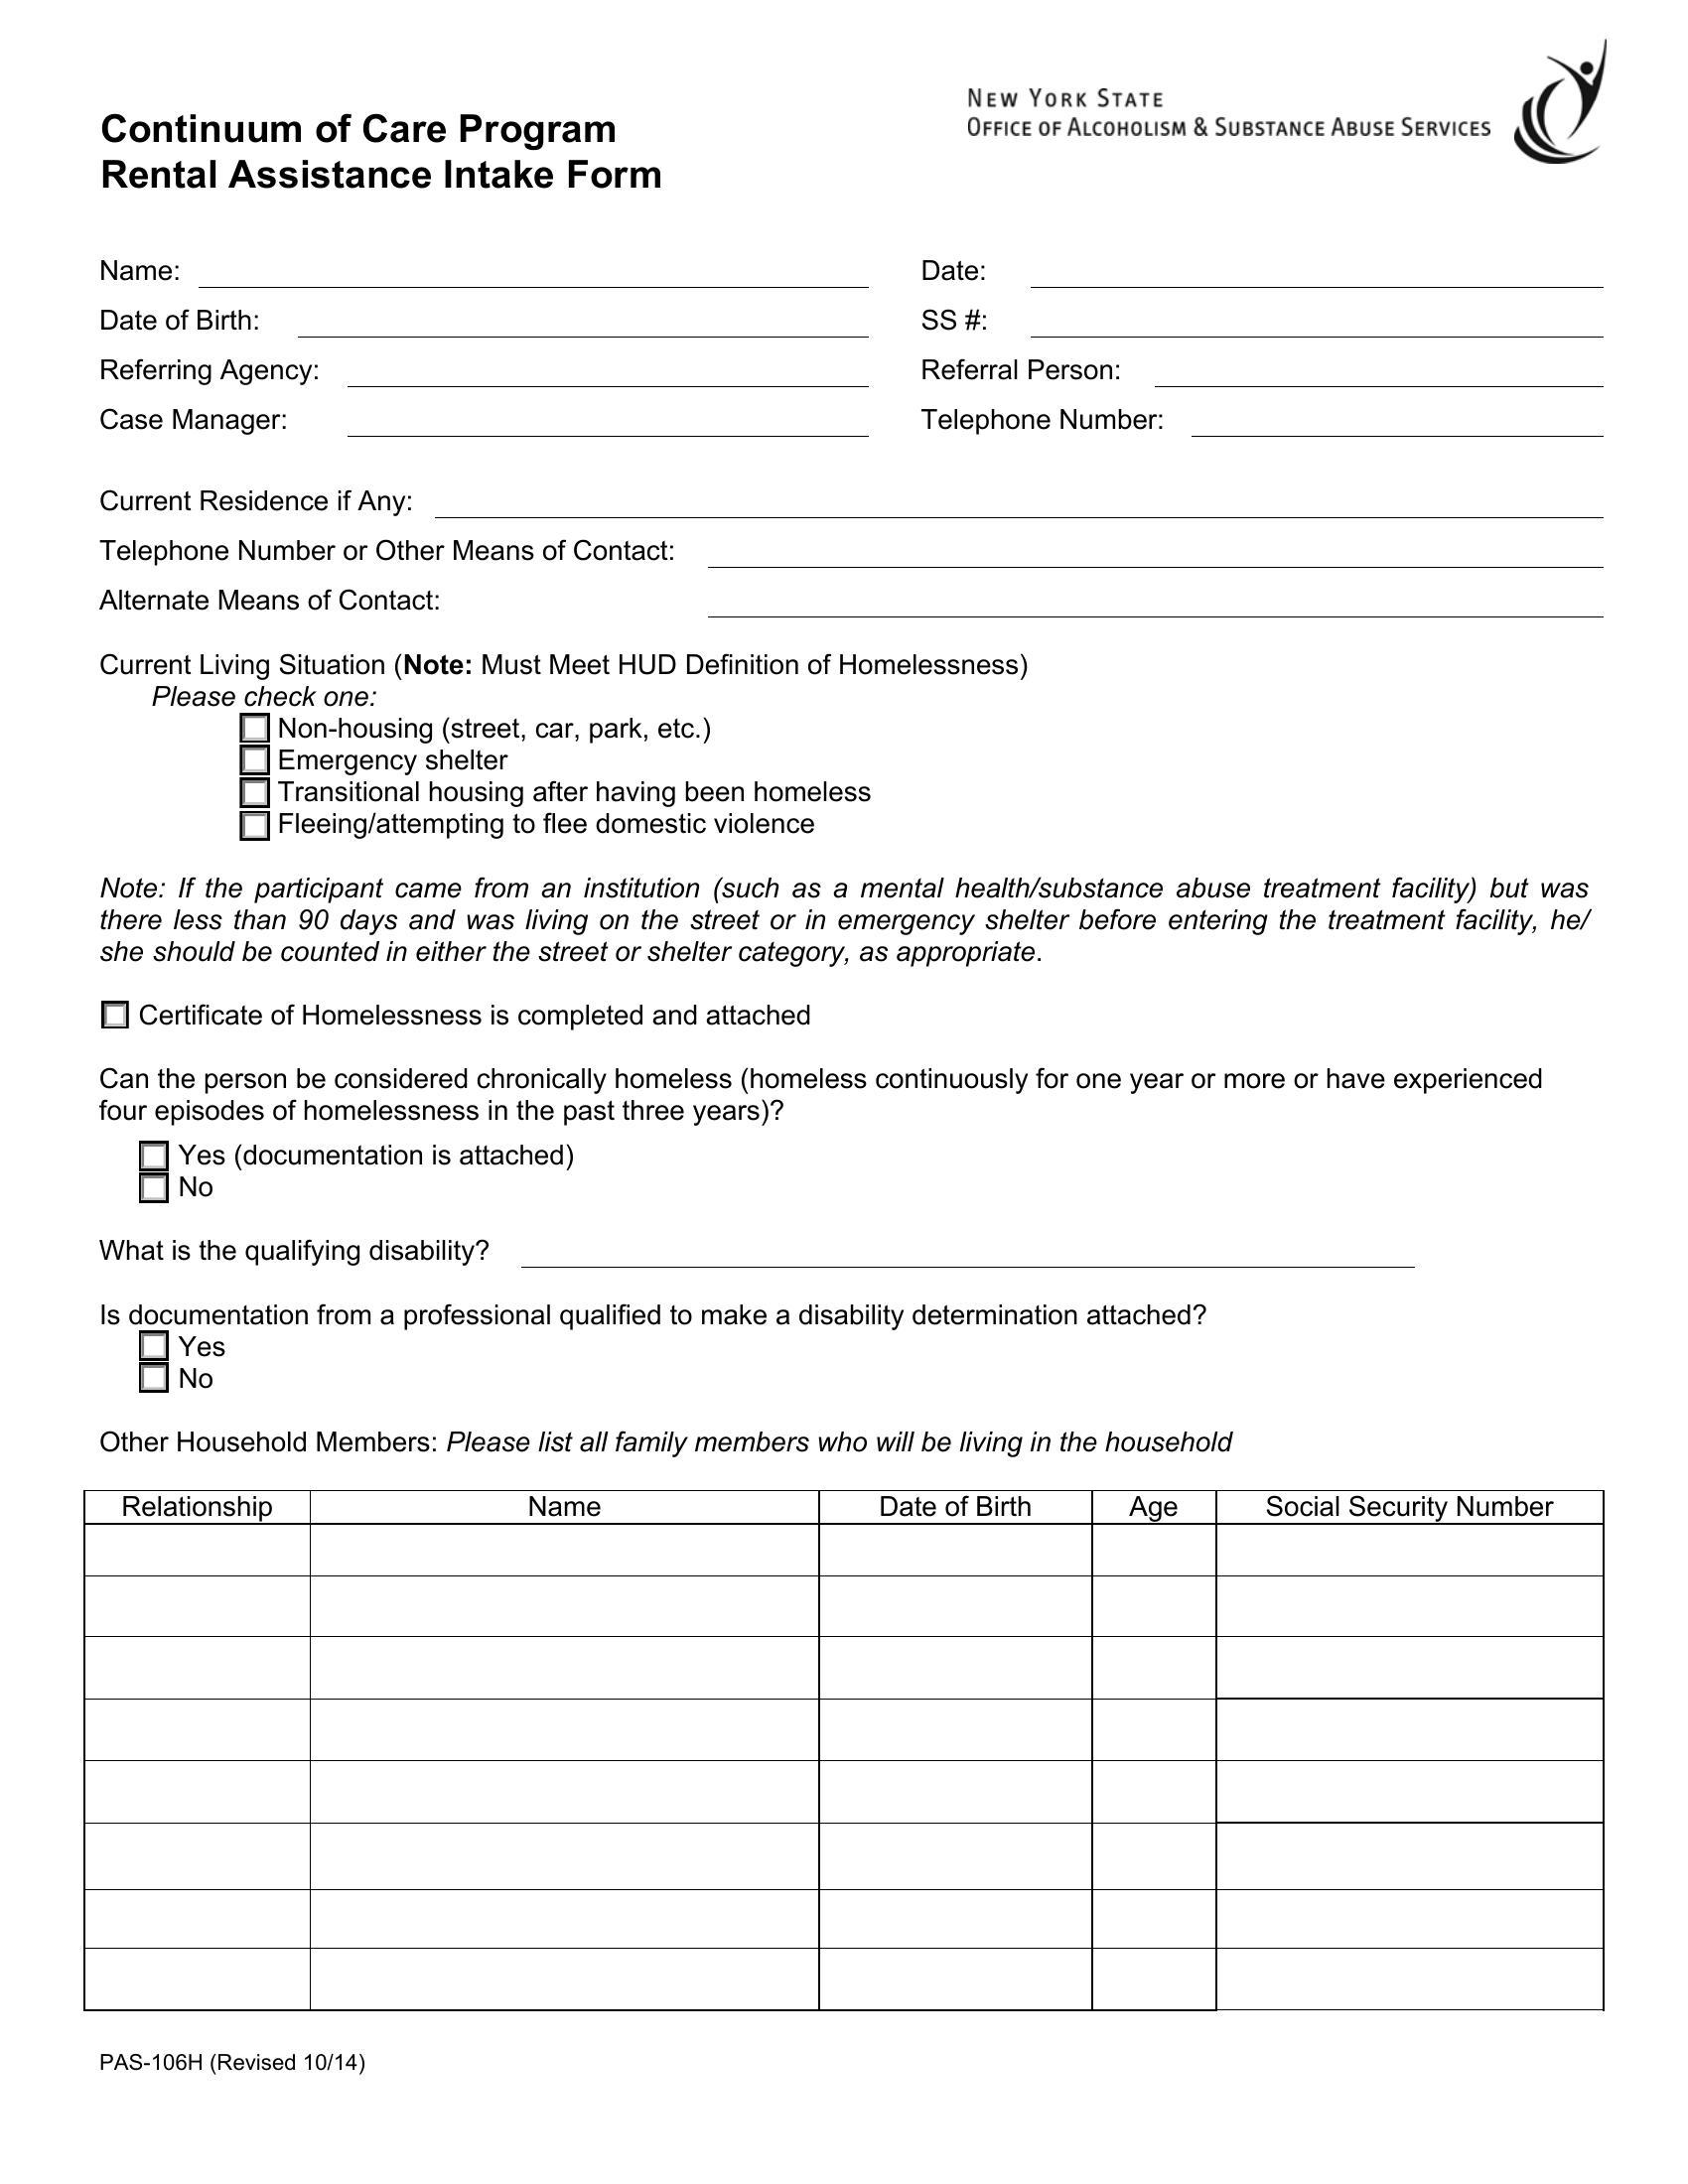 NEW YORK STATE
OFFICE OF ALCOHOLISM & SUBSTANCE ABUSE SERVICES
Continuum of Care Program
Rental Assistance Intake Form
Name: Date:
Date of Birth: SS #:
Referring Agency: Referral Person:
Case Manager: Telephone Number:
Current Residence if Any:
Telephone Number or Other Means of Contact:
Alternate Means of Contact:
Current Living Situation (Note: Must Meet HUD Definition of Homelessness)
Please check one:
Non-housing (street, car, park, etc.)
Emergency shelter
Transitional housing after having been homeless
Fleeing/attempting to flee domestic violence
Note: If the participant came from an institution (such as a mental health/substance abuse treatment facility) but was
there less than 90 days and was living on the street or in emergency shelter before entering the treatment facility, he/
she should be counted in either the street or shelter category, as appropriate.
Certificate of Homelessness is completed and attached
Can the person be considered chronically homeless (homeless continuously for one year or more or have experienced
four episodes of homelessness in the past three years)?
Yes (documentation is attached)
No
What is the qualifying disability?
Is documentation from a professional qualified to make a disability determination attached?
Yes
No
Other Household Members: Please list all family members who will be living in the household
Relationship Name Date of Birth Age Social Security Number
PAS-106H (Revised 10/14)